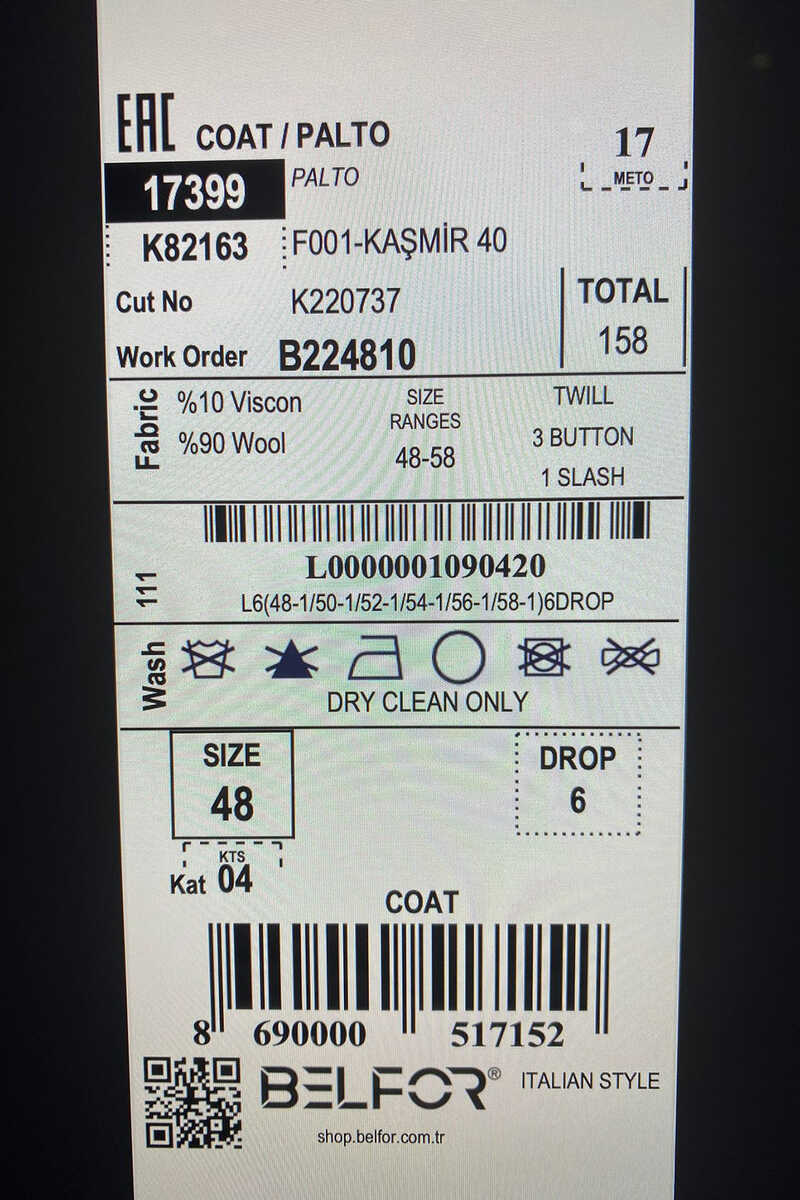 EAC COAT / PALTO
17
METO
17399 PALTO
K82163 F001-KAŞMİR 40
Cut No K220737
TOTAL
158
Work Order B224810
Fabric
%10 Viscon
%90 Wool
SIZE
RANGES
48-58
TWILL
3 BUTTON
1 SLASH
111
L0000001090420
L6(48-1/50-1/52-1/54-1/56-1/58-1)6DROP
Wash
DRY CLEAN ONLY
SIZE
48
DROP
6
KTS
Kat 04
COAT
8 690000 517152
BELFOR® ITALIAN STYLE
shop.belfor.com.tr